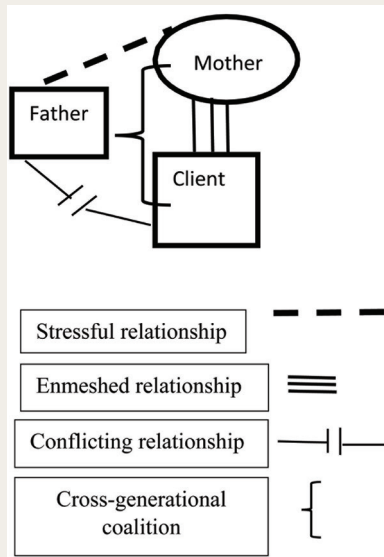 Mother
Father
Client
Stressful relationship
Enmeshed relationship
Conflicting relationship
Cross-generational
coalition